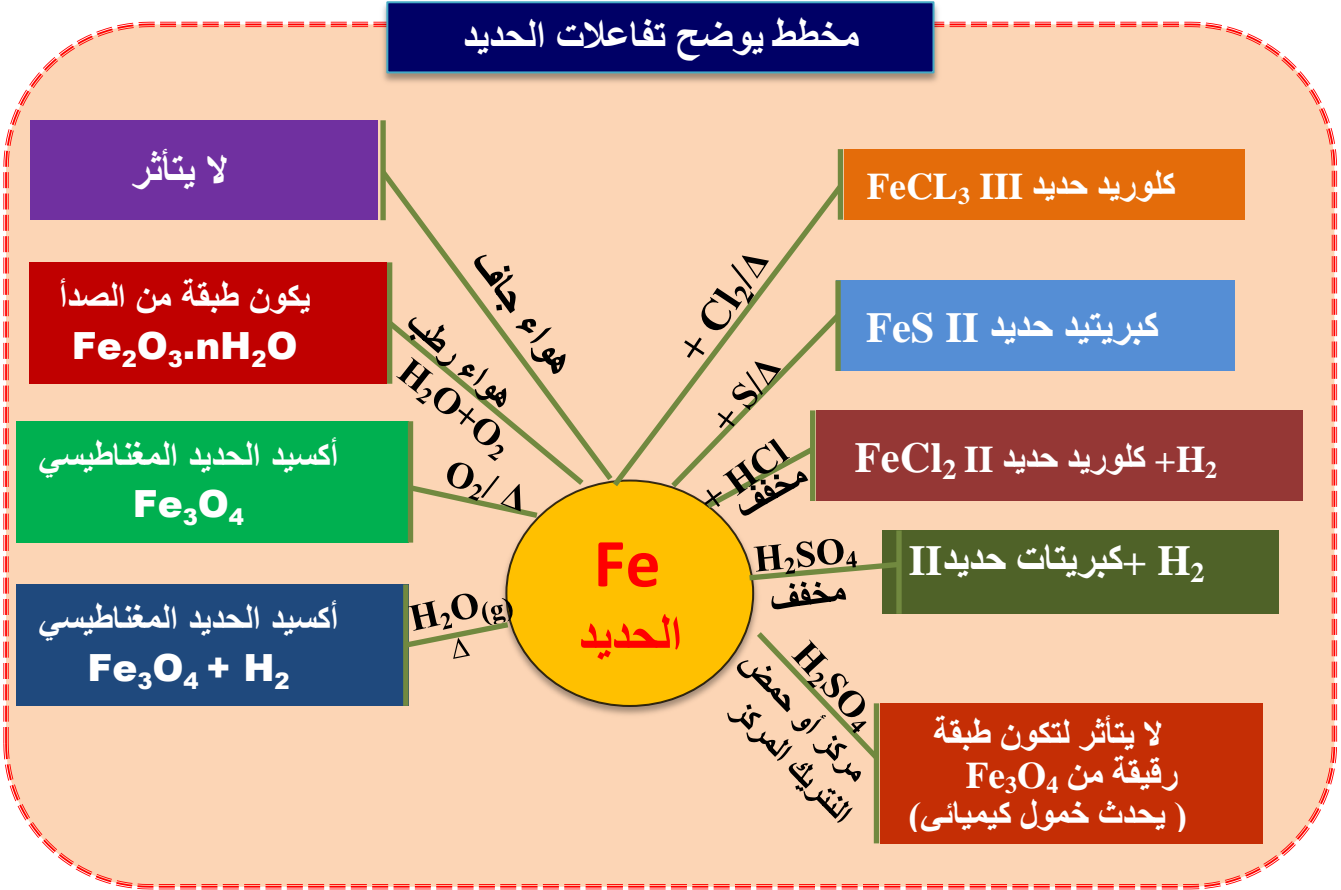 مخطط يوضح تفاعلات الحديد
كلوريد حديد FeCL₃ III
+ Cl₂/Δ
كبريتيد حديد FeS II
+ S/Δ
FeCl₂ II كلوريد حديد +H₂
+ HCl
مخفف
كبريتات حديدII + H₂
H₂SO₄
مخفف
لا يتأثر لتكون طبقة
رقيقة من Fe₃O₄
( يحدث خمول كيميائى)
H₂SO₄
مركز أو حمض
النتريك المركز
لا يتأثر
هواء جاف
يكون طبقة من الصدأ
Fe₂O₃.nH₂O
هواء رطب
H₂O+O₂
أكسيد الحديد المغناطيسي
Fe₃O₄
O₂/ Δ
أكسيد الحديد المغناطيسي
Fe₃O₄ + H₂
H₂O(g)
Δ
Fe
الحديد